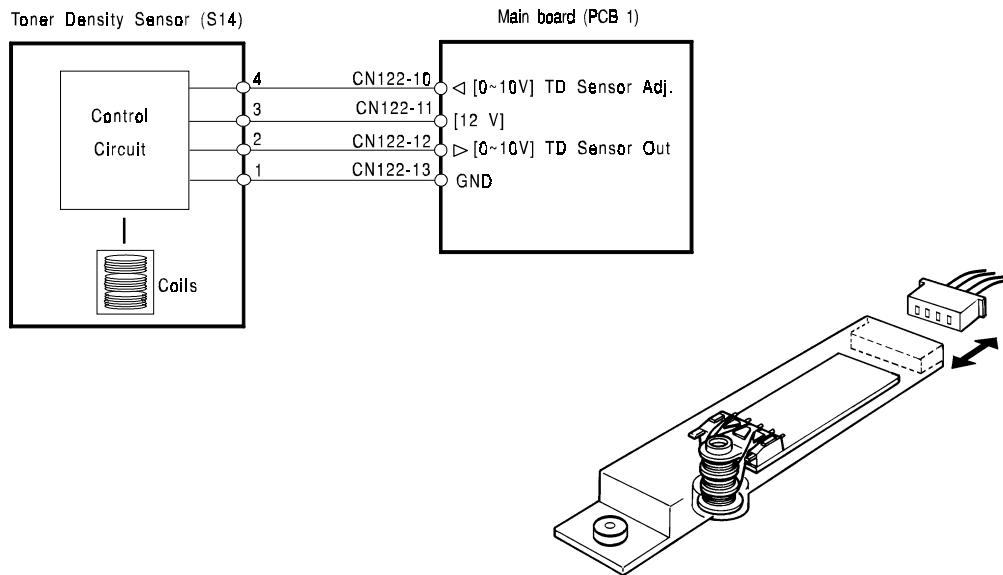 Toner Density Sensor (S14)
Main board (PCB 1)
4 CN122-10 ◁ [0~10V] TD Sensor Adj.
Control
3 CN122-11 [12 V]
Circuit
2 CN122-12 ▷ [0~10V] TD Sensor Out
1 CN122-13 GND
Coils